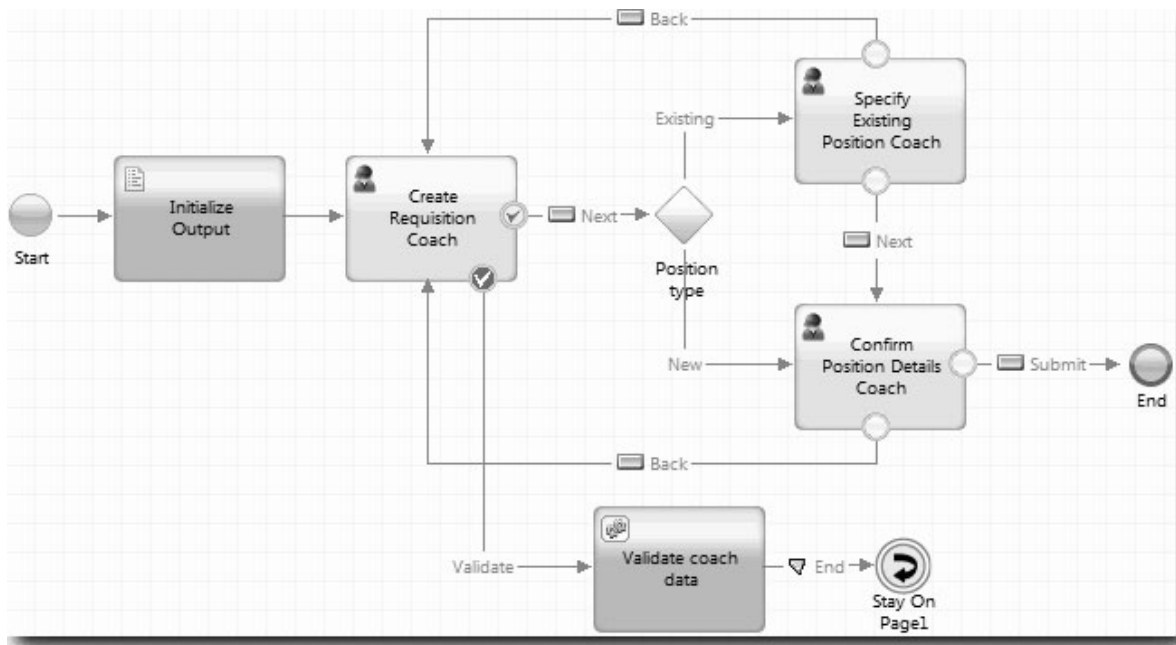 Back
Specify
Existing
Position Coach
Existing
Initialize
Output
Create
Requisition
Coach
Next
Start
Position
type
Next
Confirm
Position Details
Coach
New
Submit
End
Back
Validate
Validate coach
data
End
Stay On
Page1